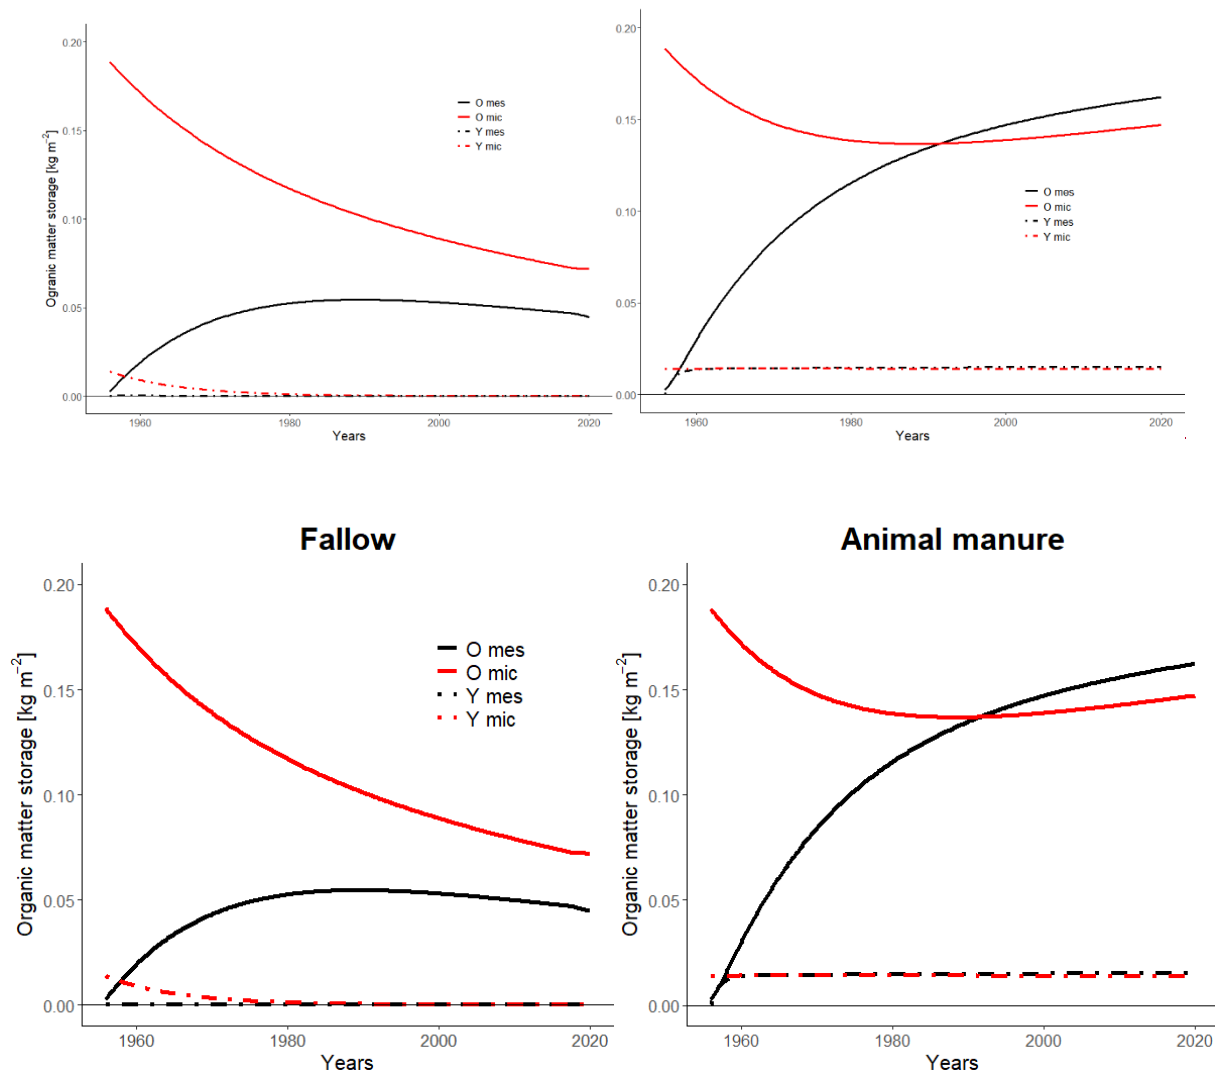 0.20
0.15
0.10
0.05
0.00
Ogranic matter storage [kg m⁻²]
O mes
O mic
Y mes
Y mic
1960 1980 2000 2020
Years
0.20
0.15
0.10
0.05
0.00
O mes
O mic
Y mes
Y mic
1960 1980 2000 2020
Years
Fallow
0.20
0.15
0.10
0.05
0.00
Organic matter storage [kg m⁻²]
O mes
O mic
Y mes
Y mic
1960 1980 2000 2020
Years
Animal manure
0.20
0.15
0.10
0.05
0.00
Organic matter storage [kg m⁻²]
1960 1980 2000 2020
Years